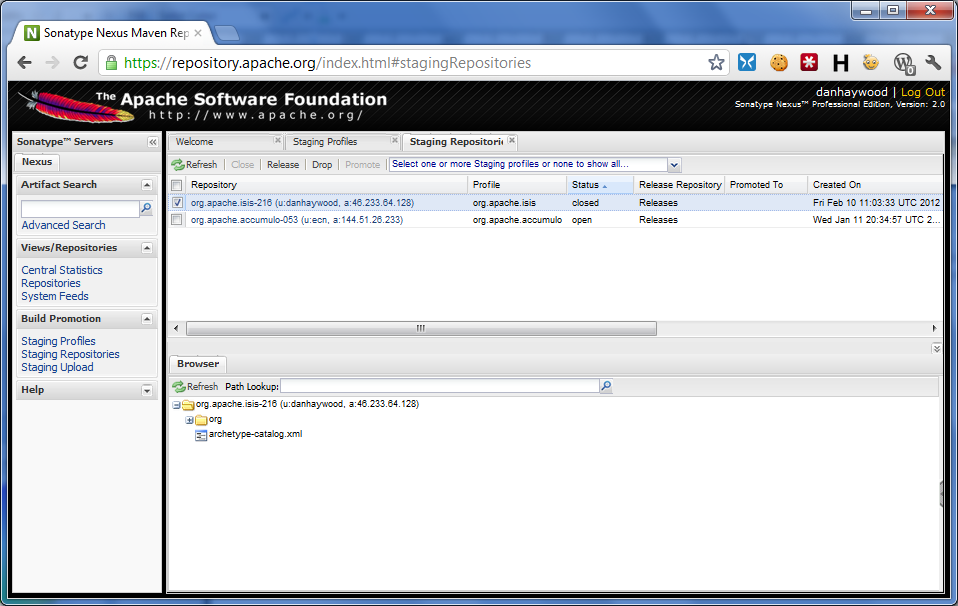 Sonatype Nexus Maven Rep
https://repository.apache.org/index.html#stagingRepositories
The Apache Software Foundation
http://www.apache.org/
danhaywood | Log Out
Sonatype Nexus™ Professional Edition, Version: 2.0
Sonatype™ Servers
Welcome
Staging Profiles
Staging Repositori
Nexus
Refresh
Close
Release
Drop
Promote
Select one or more Staging profiles or none to show all...
Artifact Search
Advanced Search
Repository Profile Status Release Repository Promoted To Created On
org.apache.isis-216 (u:danhaywood, a:46.233.64.128) org.apache.isis closed Releases Fri Feb 10 11:03:33 UTC 2012
org.apache.accumulo-053 (u:ecn, a:144.51.26.233) org.apache.accumulo open Releases Wed Jan 11 20:34:57 UTC 2...
Views/Repositories
Central Statistics
Repositories
System Feeds
Build Promotion
Staging Profiles
Staging Repositories
Staging Upload
Help
Browser
Refresh Path Lookup:
org.apache.isis-216 (u:danhaywood, a:46.233.64.128)
org
archetype-catalog.xml
N
H
W
0